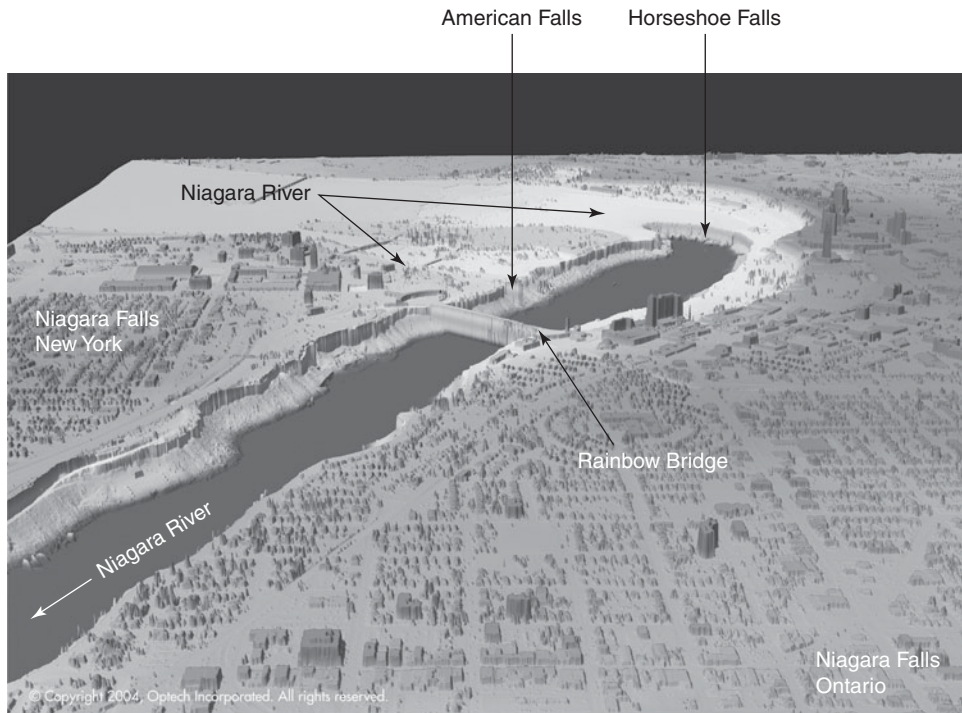 American Falls
Horseshoe Falls
Niagara River
Niagara Falls
New York
Rainbow Bridge
Niagara River
Niagara Falls
Ontario
© Copyright 2004, Optech Incorporated. All rights reserved.